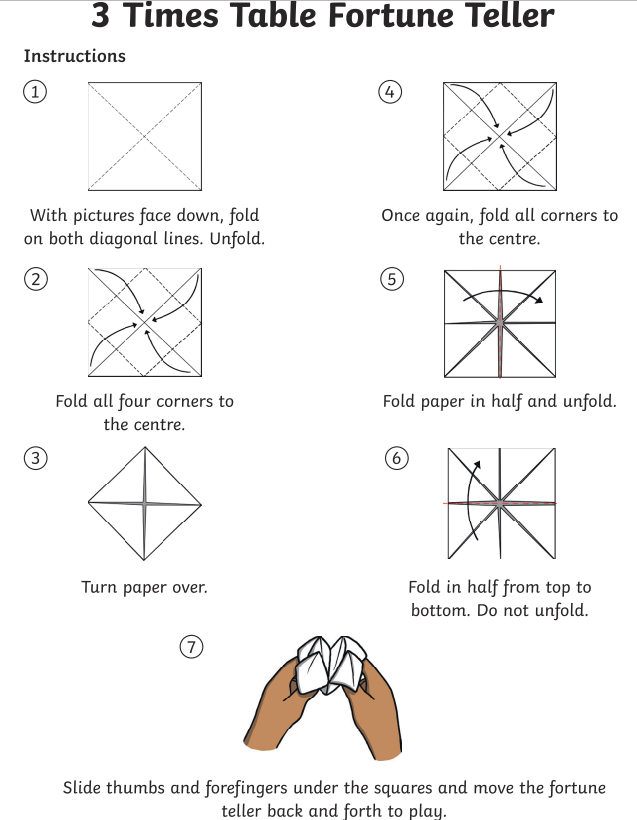 3 Times Table Fortune Teller
Instructions
1
With pictures face down, fold
on both diagonal lines. Unfold.
2
Fold all four corners to
the centre.
3
Turn paper over.
4
Once again, fold all corners to
the centre.
5
Fold paper in half and unfold.
6
Fold in half from top to
bottom. Do not unfold.
7
Slide thumbs and forefingers under the squares and move the fortune
teller back and forth to play.